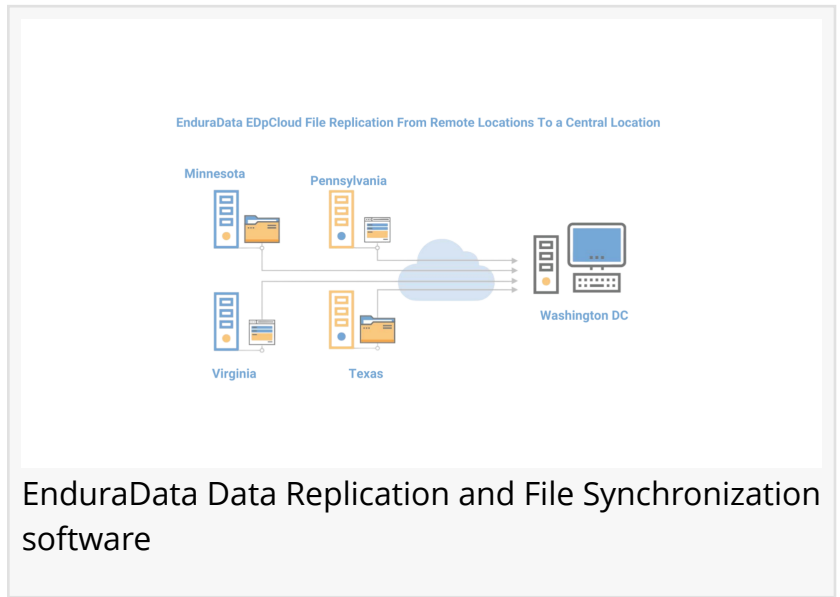 EnduraData EDpCloud File Replication From Remote Locations To a Central Location
Minnesota
Pennsylvania
Washington DC
Virginia
Texas
EnduraData Data Replication and File Synchronization
software